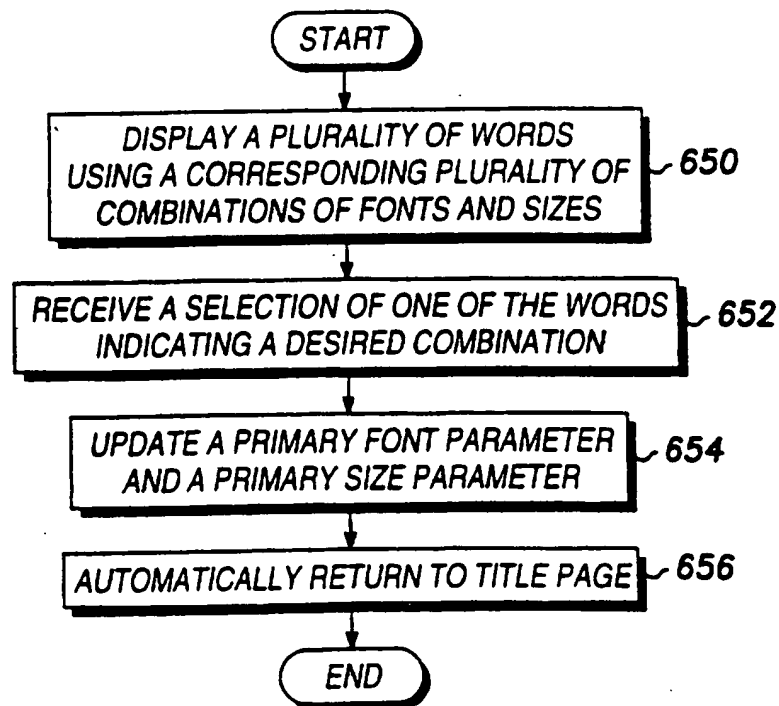 START
DISPLAY A PLURALITY OF WORDS
USING A CORRESPONDING PLURALITY OF
COMBINATIONS OF FONTS AND SIZES
650
RECEIVE A SELECTION OF ONE OF THE WORDS
INDICATING A DESIRED COMBINATION
652
UPDATE A PRIMARY FONT PARAMETER
AND A PRIMARY SIZE PARAMETER
654
AUTOMATICALLY RETURN TO TITLE PAGE
656
END